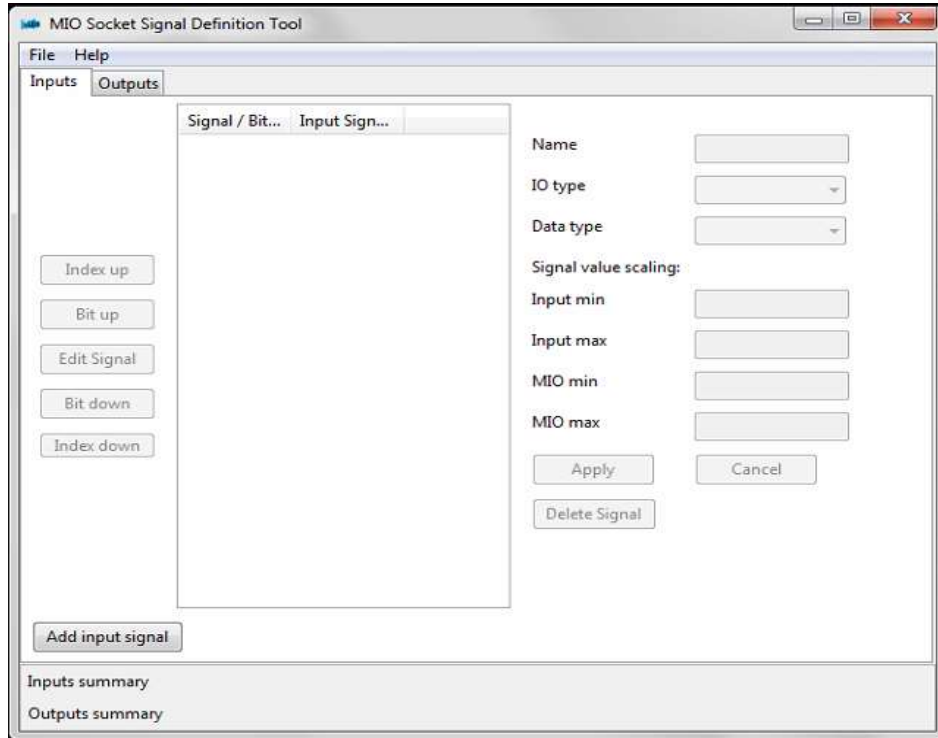 MIO Socket Signal Definition Tool
File Help
Inputs Outputs
Signal / Bit... Input Sign...
Name
IO type
Data type
Signal value scaling:
Input min
Input max
MIO min
MIO max
Apply Cancel
Delete Signal
Index up
Bit up
Edit Signal
Bit down
Index down
Add input signal
Inputs summary
Outputs summary